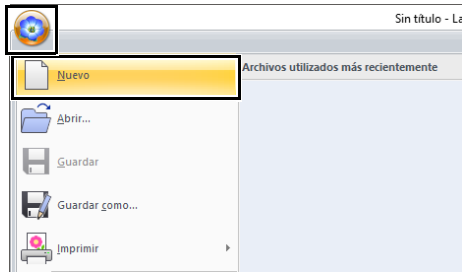 Sin título - La
Nuevo
Archivos utilizados más recientemente
Abrir...
Guardar
Guardar como...
Imprimir